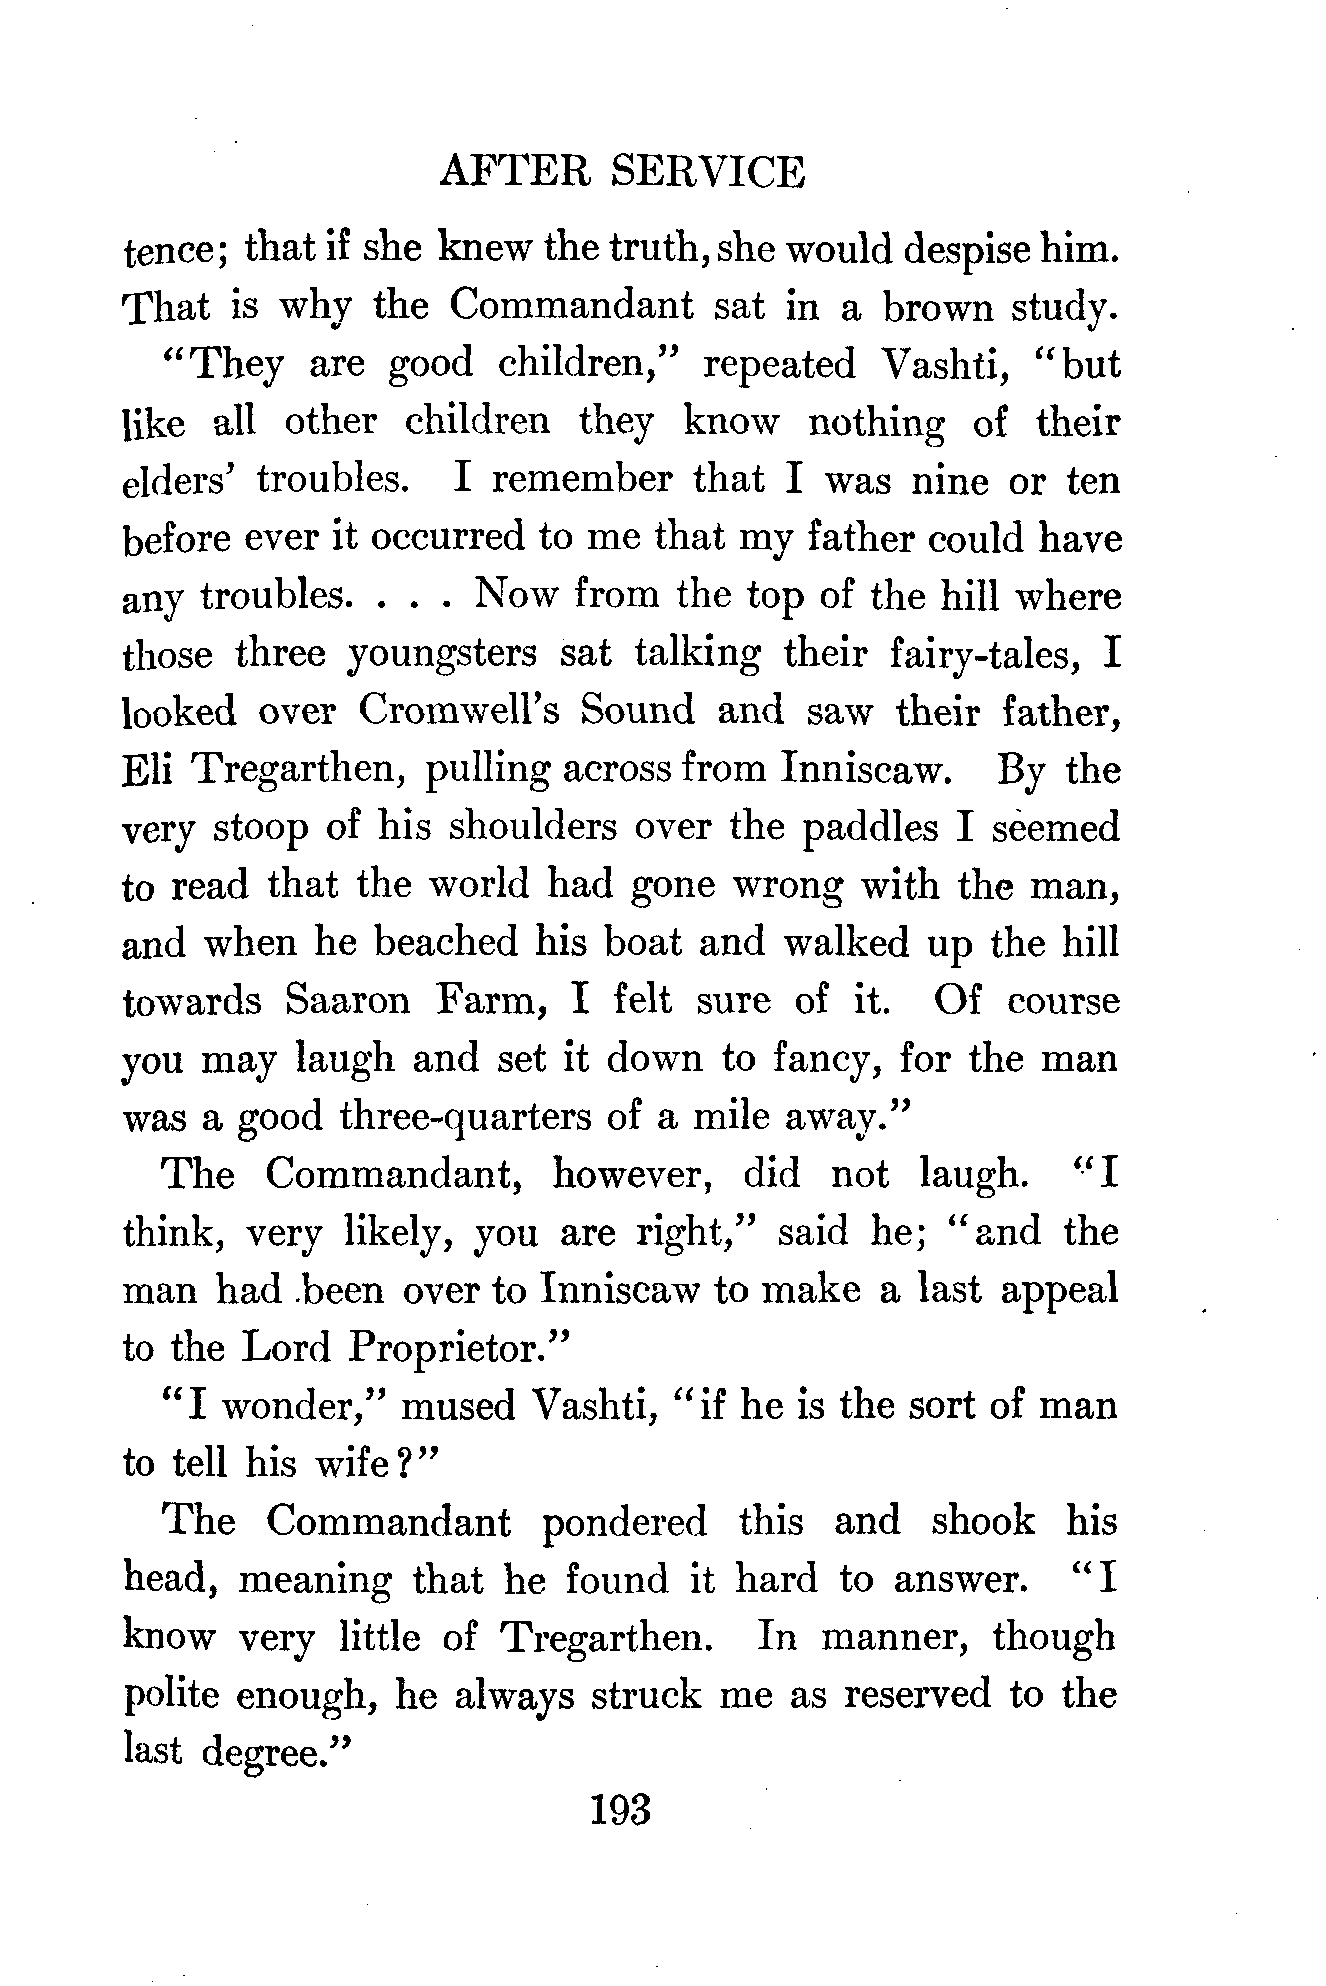 AFTER SERVICE
tence; that if she knew the truth, she would despise him.
That is why the Commandant sat in a brown study.
"They are good children," repeated Vashti, "but
like all other children they know nothing of their
elders' troubles. I remember that I was nine or ten
before ever it occurred to me that my father could have
any troubles. . . . Now from the top of the hill where
those three youngsters sat talking their fairy-tales, I
looked over Cromwell's Sound and saw their father,
Eli Tregarthen, pulling across from Inniscaw. By the
very stoop of his shoulders over the paddles I seemed
to read that the world had gone wrong with the man,
and when he beached his boat and walked up the hill
towards Saaron Farm, I felt sure of it. Of course
you may laugh and set it down to fancy, for the man
was a good three-quarters of a mile away."
The Commandant, however, did not laugh. "I
think, very likely, you are right," said he; "and the
man had been over to Inniscaw to make a last appeal
to the Lord Proprietor."
"I wonder," mused Vashti, "if he is the sort of man
to tell his wife?"
The Commandant pondered this and shook his
head, meaning that he found it hard to answer. "I
know very little of Tregarthen. In manner, though
polite enough, he always struck me as reserved to the
last degree."
193